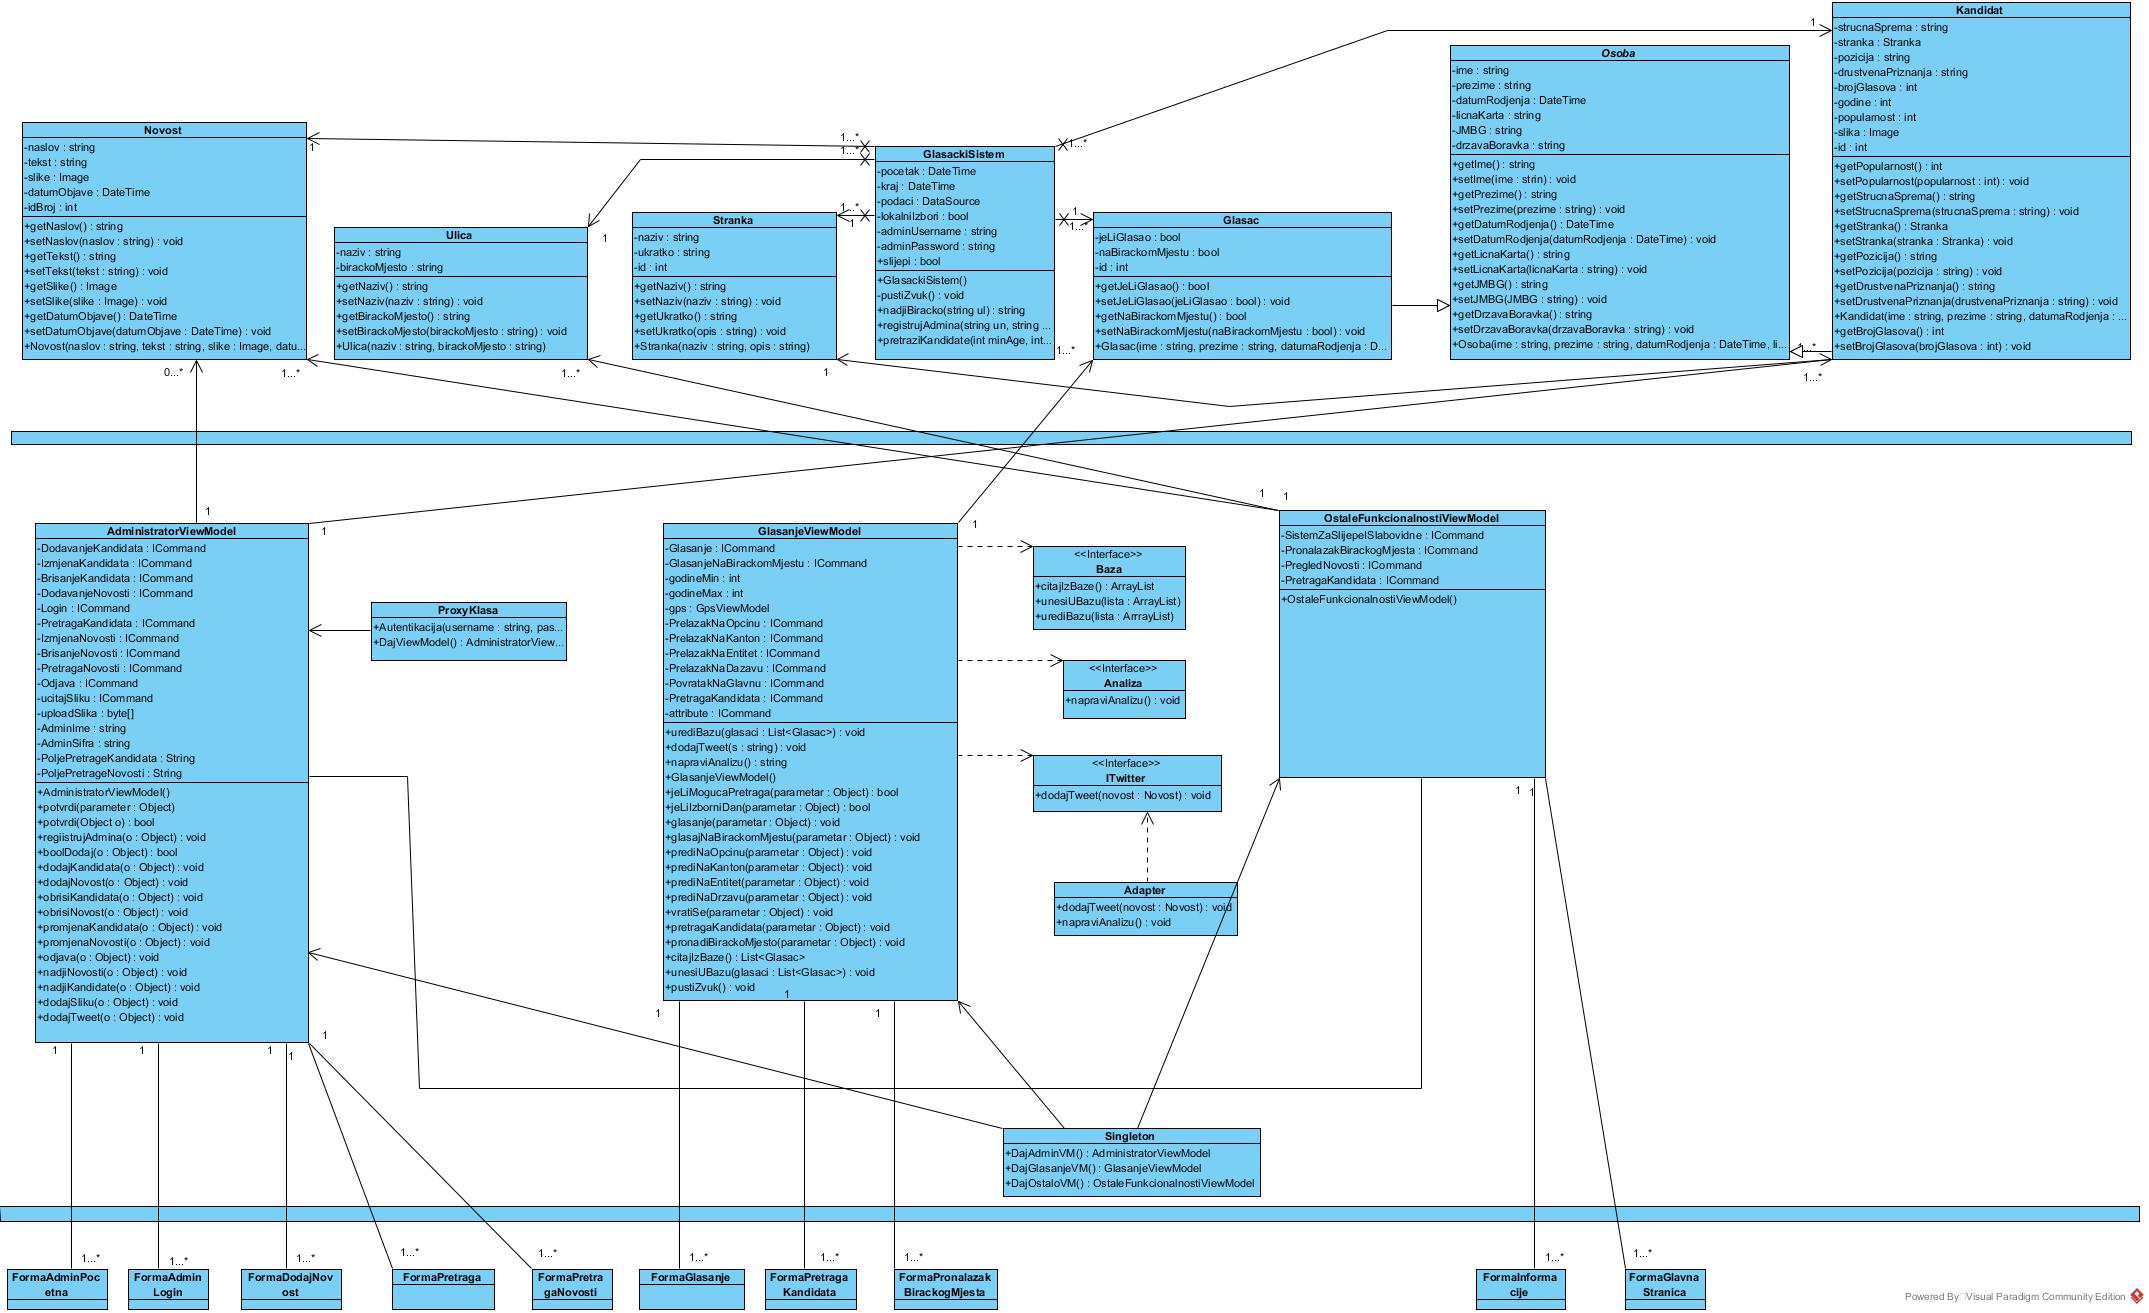 Kandidat
-strucnaSprema : string
-stranka : Stranka
-pozicija : string
-drustvenaPriznanja : string
-brojGlasova : int
-godine : int
-popularnost : int
-slika : Image
-id : int
+getPopularnost() : int
+setPopularnost(popularnost : int) : void
+getStrucnaSprema() : string
+setStrucnaSprema(strucnaSprema : string) : void
+getStranka() : Stranka
+setStranka(stranka : Stranka) : void
+getPozicija() : string
+setPozicija(pozicija : string) : void
+getDrustvenaPriznanja() : string
+setDrustvenaPriznanja(drustvenaPriznanja : string) : void
+Kandidat(ime : string, prezime : string, datumaRodjenja : ...
+getBrojGlasova() : int
+setBrojGlasova(brojGlasova : int) : void
1
Osoba
-ime : string
-prezime : string
-datumRodjenja : DateTime
-licnaKarta : string
-JMBG : string
-drzavaBoravka : string
+getIme() : string
+setIme(ime : strin) : void
+getPrezime() : string
+setPrezime(prezime : string) : void
+getDatumRodjenja() : DateTime
+setDatumRodjenja(datumRodjenja : DateTime) : void
+getLicnaKarta() : string
+setLicnaKarta(licnaKarta : string) : void
+getJMBG() : string
+setJMBG(JMBG : string) : void
+getDrzavaBoravka() : string
+setDrzavaBoravka(drzavaBoravka : string) : void
+Osoba(ime : string, prezime : string, datumRodjenja : DateTime, li...
1...*
1...*
Novost
-naslov : string
-tekst : string
-slike : Image
-datumObjave : DateTime
-idBroj : int
+getNaslov() : string
+setNaslov(naslov : string) : void
+getTekst() : string
+setTekst(tekst : string) : void
+getSlike() : Image
+setSlike(slike : Image) : void
+getDatumObjave() : DateTime
+setDatumObjave(datumObjave : DateTime) : void
+Novost(naslov : string, tekst : string, slike : Image, datu...
1
1...*
1...*
1...*
GlasackiSistem
-pocetak : DateTime
-kraj : DateTime
-podaci : DataSource
-lokalniIzbori : bool
-adminUsername : string
-adminPassword : string
+slijepi : bool
+GlasackiSistem()
-pustiZvuk() : void
+nadjiBiracko(string ul) : string
+registrujAdmina(string un, string ...
+pretraziKandidate(int minAge, int...
Ulica
-naziv : string
-birackoMjesto : string
+getNaziv() : string
+setNaziv(naziv : string) : void
+getBirackoMjesto() : string
+setBirackoMjesto(birackoMjesto : string) : void
+Ulica(naziv : string, birackoMjesto : string)
1
Stranka
-naziv : string
-ukratko : string
-id : int
+getNaziv() : string
+setNaziv(naziv : string) : void
+getUkratko() : string
+setUkratko(opis : string) : void
+Stranka(naziv : string, opis : string)
1...*
1
1
1...*
Glasac
-jeLiGlasao : bool
-naBirackomMjestu : bool
-id : int
+getJeLiGlasao() : bool
+setJeLiGlasao(jeLiGlasao : bool) : void
+getNaBirackomMjestu() : bool
+setNaBirackomMjestu(naBirackomMjestu : bool) : void
+Glasac(ime : string, prezime : string, datumaRodjenja : D...
1...*
0...*
1...*
1...*
1
1
1
1
1
1
AdministratorViewModel
-DodavanjeKandidata : ICommand
-IzmjenaKandidata : ICommand
-BrisanjeKandidata : ICommand
-DodavanjeNovosti : ICommand
-Login : ICommand
-PretragaKandidata : ICommand
-IzmjenaNovosti : ICommand
-BrisanjeNovosti : ICommand
-PretragaNovosti : ICommand
-Odjava : ICommand
-ucitajSliku : ICommand
-uploadSlika : byte[]
-AdminIme : string
-AdminSifra : string
-PoljePretrageKandidata : String
-PoljePretrageNovosti : String
+AdministratorViewModel()
+potvrdi(parameter : Object)
+potvrdi(Object o) : bool
+regiistrujAdmina(o : Object) : void
+boolDodaj(o : Object) : bool
+dodajKandidata(o : Object) : void
+dodajNovost(o : Object) : void
+obrisiKandidata(o : Object) : void
+obrisiNovost(o : Object) : void
+promjenaKandidata(o : Object) : void
+promjenaNovosti(o : Object) : void
+odjava(o : Object) : void
+nadjiNovosti(o : Object) : void
+nadjiKandidate(o : Object) : void
+dodajSliku(o : Object) : void
+dodajTweet(o : Object) : void
ProxyKlasa
+Autentikacija(username : string, pas...
+DajViewModel() : AdministratorView...
GlasanjeViewModel
-Glasanje : ICommand
-GlasanjeNaBirackomMjestu : ICommand
-godineMin : int
-godineMax : int
-gps : GpsViewModel
-PrelazakNaOpcinu : ICommand
-PrelazakNaKanton : ICommand
-PrelazakNaEntitet : ICommand
-PrelazakNaDazavu : ICommand
-PovratakNaGlavnu : ICommand
-PretragaKandidata : ICommand
-attribute : ICommand
+urediBazu(glasaci : List<Glasac>) : void
+dodajTweet(s : string) : void
+napraviAnalizu() : string
+GlasanjeViewModel()
+jeLiMogucaPretraga(parametar : Object) : bool
+jeLiIzborniDan(parametar : Object) : bool
+glasanje(parametar : Object) : void
+glasajNaBirackomMjestu(parametar : Object) : void
+prediNaOpcinu(parametar : Object) : void
+prediNaKanton(parametar : Object) : void
+prediNaEntitet(parametar : Object) : void
+prediNaDrzavu(parametar : Object) : void
+vratiSe(parametar : Object) : void
+pretragaKandidata(parametar : Object) : void
+pronadiBirackoMjesto(parametar : Object) : void
+citajIzBaze() : List<Glasac>
+unesiUBazu(glasaci : List<Glasac>) : void
+pustiZvuk() : void
<<Interface>>
Baza
+citajIzBaze() : ArrayList
+unesiUBazu(lista : ArrayList)
+urediBazu(lista : ArrrayList)
<<Interface>>
Analiza
+napraviAnalizu() : void
<<Interface>>
ITwitter
+dodajTweet(novost : Novost) : void
Adapter
+dodajTweet(novost : Novost) : void
+napraviAnalizu() : void
OstaleFunkcionalnostiViewModel
-SistemZaSlijepeISlabovidne : ICommand
-PronalazakBirackogMjesta : ICommand
-PregledNovosti : ICommand
-PretragaKandidata : ICommand
+OstaleFunkcionalnostiViewModel()
1
1
1
1
1
1
1
1
1
1
Singleton
+DajAdminVM() : AdministratorViewModel
+DajGlasanjeVM() : GlasanjeViewModel
+DajOstaloVM() : OstaleFunkcionalnostiViewModel
1...*
1...*
1...*
1...*
1...*
1...*
1...*
1...*
1...*
1...*
FormaAdminPoc
etna
FormaAdmin
Login
FormaDodajNov
ost
FormaPretraga
FormaPretra
gaNovosti
FormaGlasanje
FormaPretraga
Kandidata
FormaPronalazak
BirackogMjesta
FormaInforma
cije
FormaGlavna
Stranica
Powered By Visual Paradigm Community Edition